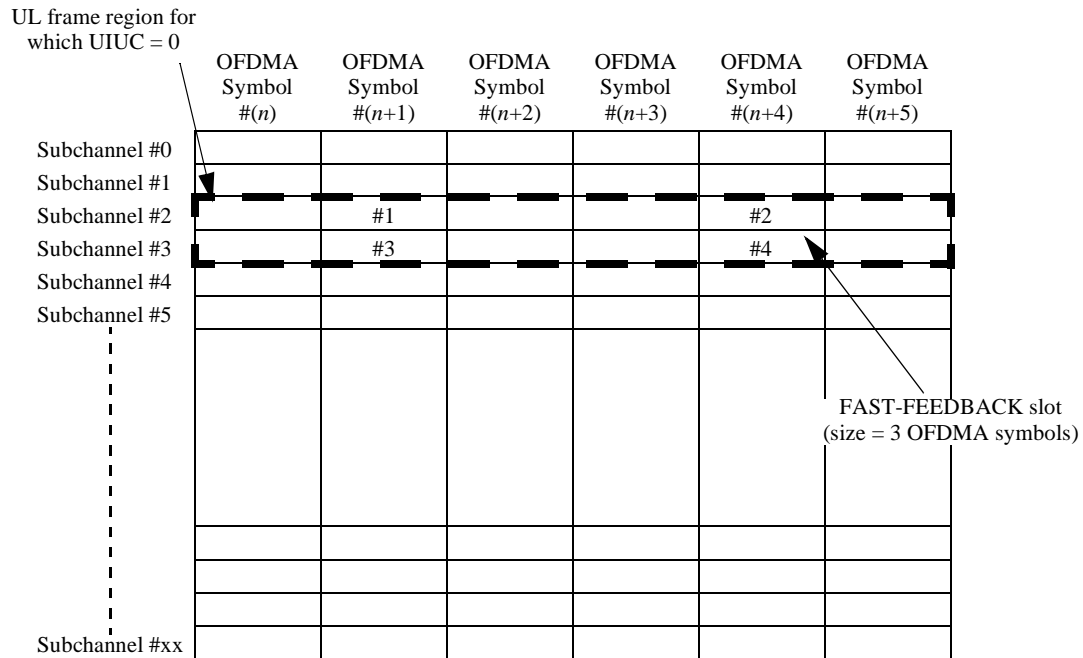 UL frame region for
which UIUC = 0
OFDMA OFDMA OFDMA OFDMA OFDMA OFDMA
Symbol Symbol Symbol Symbol Symbol Symbol
#(n) #(n+1) #(n+2) #(n+3) #(n+4) #(n+5)
Subchannel #0
Subchannel #1
Subchannel #2 #1 #2
Subchannel #3 #3 #4
Subchannel #4
Subchannel #5
FAST-FEEDBACK slot
(size = 3 OFDMA symbols)
Subchannel #xx